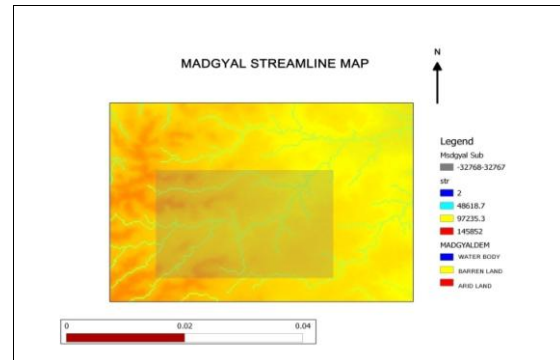 MADGYAL STREAMLINE MAP
N
Legend
Msdgyal Sub
-32768-32767
str
2
48618.7
97235.3
145852
MADGYALDEM
WATER BODY
BARREN LAND
ARID LAND
0 0.02 0.04